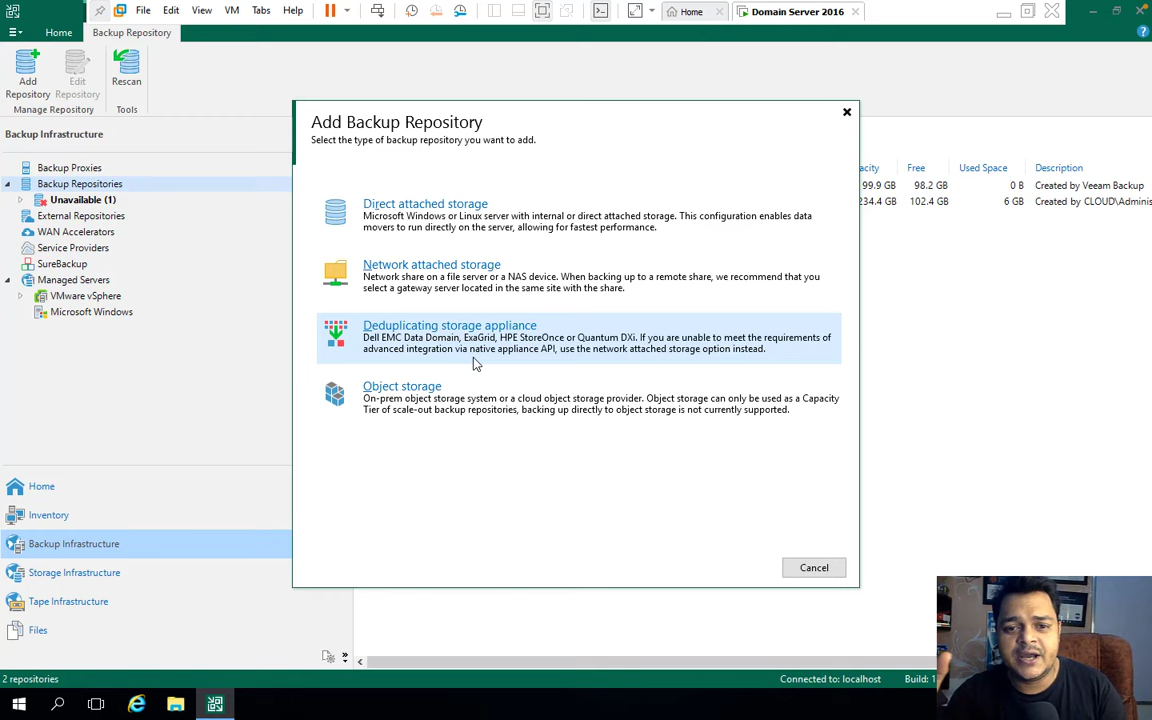 File Edit View VM Tabs Help Home Domain Server 2016
Home Backup Repository
Add Repository
Edit Repository
Rescan
Manage Repository Tools
Backup Infrastructure
Backup Proxies
Backup Repositories
Unavailable (1)
External Repositories
WAN Accelerators
Service Providers
SureBackup
Managed Servers
VMware vSphere
Microsoft Windows
Home
Inventory
Backup Infrastructure
Storage Infrastructure
Tape Infrastructure
Files
Add Backup Repository
Select the type of backup repository you want to add.
Direct attached storage
Microsoft Windows or Linux server with internal or direct attached storage. This configuration enables data
movers to run directly on the server, allowing for fastest performance.
Network attached storage
Network share on a file server or a NAS device. When backing up to a remote share, we recommend that you
select a gateway server located in the same site with the share.
Deduplicating storage appliance
Dell EMC Data Domain, ExaGrid, HPE StoreOnce or Quantum DXi. If you are unable to meet the requirements of
advanced integration via native appliance API, use the network attached storage option instead.
Object storage
On-prem object storage system or a cloud object storage provider. Object storage can only be used as a Capacity
Tier of scale-out backup repositories, backing up directly to object storage is not currently supported.
Cancel
acity Free Used Space Description
99.9 GB 98.2 GB 0 B Created by Veeam Backup
234.4 GB 102.4 GB 6 GB Created by CLOUD\Adminis
2 repositories Connected to: localhost Build: 1